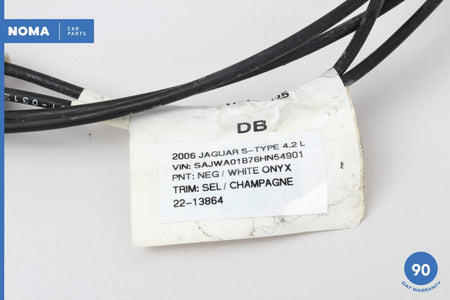 NOMA CAR PARTS
DB
2006 JAGUAR S-TYPE 4.2 L
VIN: SAJWA01B76HN54901
PNT: NEG / WHITE ONYX
TRIM: SEL / CHAMPAGNE
22-13864
90
DAY WARRANTY